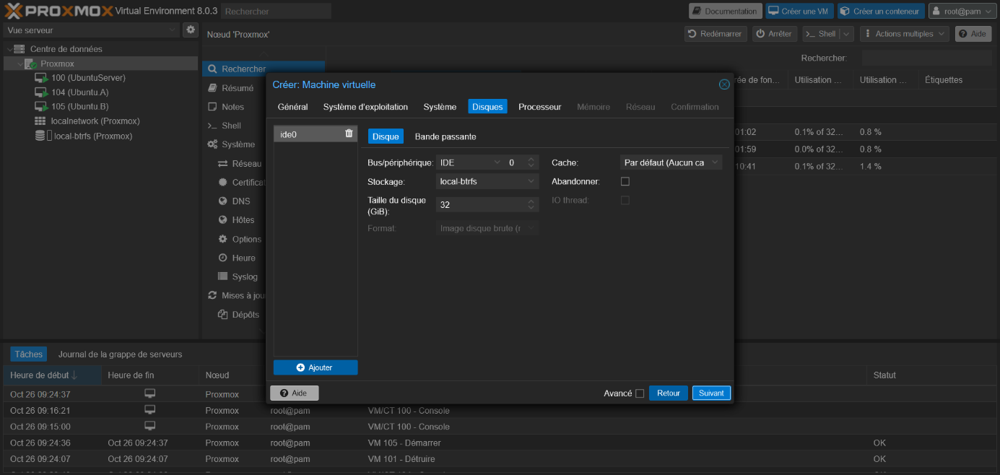 PROXMOX Virtual Environment 8.0.3 Rechercher Documentation Créer une VM Créer un conteneur root@pam
Vue serveur
Nœud 'Proxmox' Redémarrer Arrêter >_ Shell Actions multiples Aide
Centre de données
Proxmox
100 (UbuntuServer)
104 (Ubuntu.A)
105 (Ubuntu.B)
localnetwork (Proxmox)
local-btrfs (Proxmox)
Rechercher
Résumé
Notes
>_ Shell
Système
Réseau
Certificat
DNS
Hôtes
Options
Heure
Syslog
Mises à jou
Dépôts
Rechercher:
rée de fon... Utilisation ... Utilisation ... Étiquettes
01:02 0.1% of 32... 0.8 %
01:59 0.0% of 32... 0.8 %
10:41 0.1% of 32... 1.4 %
Créer: Machine virtuelle
Général Système d'exploitation Système Disques Processeur Mémoire Réseau Confirmation
ide0
Disque Bande passante
Bus/périphérique: IDE 0 Cache: Par défaut (Aucun ca
Stockage: local-btrfs Abandonner:
Taille du disque (GiB): 32 IO thread:
Format: Image disque brute (r
Ajouter
Aide Avancé Retour Suivant
Tâches Journal de la grappe de serveurs
Heure de début ↓ Heure de fin Nœud Statut
Oct 26 09:24:37 Proxmox
Oct 26 09:16:21 Proxmox root@pam VM/CT 100 - Console
Oct 26 09:15:00 Proxmox root@pam VM/CT 100 - Console
Oct 26 09:24:36 Oct 26 09:24:37 Proxmox root@pam VM 105 - Démarrer OK
Oct 26 09:24:07 Oct 26 09:24:07 Proxmox root@pam VM 101 - Détruire OK